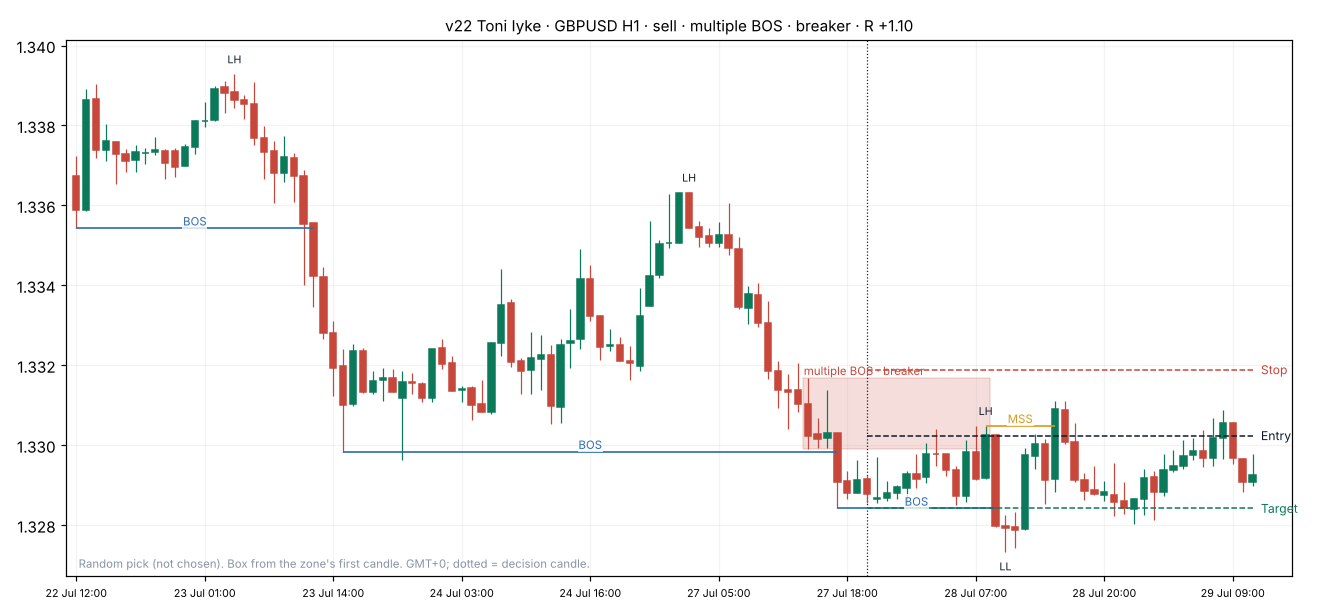 v22 Toni Iyke · GBPUSD H1 · sell · multiple BOS · breaker · R +1.10
1.340
LH
1.338
LH
1.336
BOS
1.334
1.332
multiple BOS · breaker
Stop
LH
MSS
Entry
1.330
BOS
BOS
Target
1.328
Random pick (not chosen). Box from the zone's first candle. GMT+0; dotted = decision candle.
LL
22 Jul 12:00 23 Jul 01:00 23 Jul 14:00 24 Jul 03:00 24 Jul 16:00 27 Jul 05:00 27 Jul 18:00 28 Jul 07:00 28 Jul 20:00 29 Jul 09:00